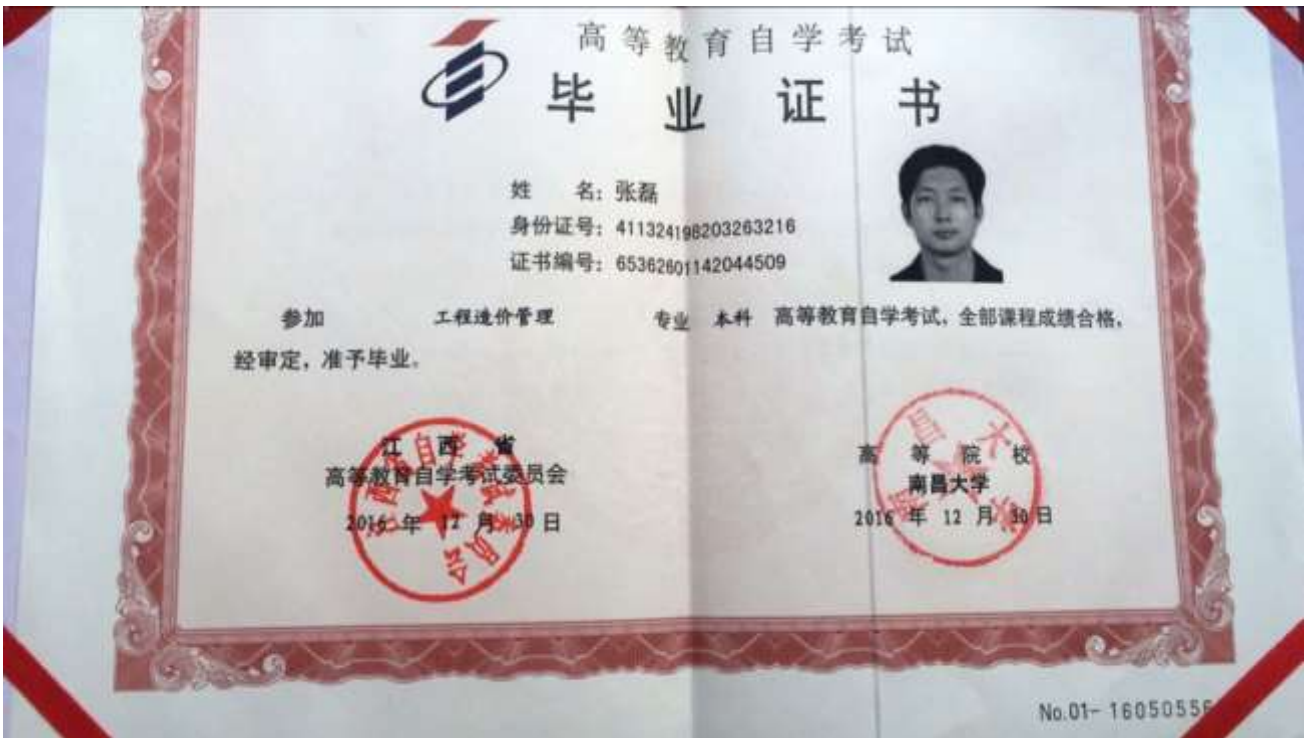 高等教育自学考试
毕业证书
姓 名：张磊
身份证号：411324198203263216
证书编号：65362601142044509
参加 工程造价管理 专业 本科 高等教育自学考试，全部课程成绩合格，
经审定，准予毕业。
江西省
高等教育自学考试委员会
2016 年 12 月 30 日
高等院校
南昌大学
2016 年 12 月 30 日
No.01- 16050556